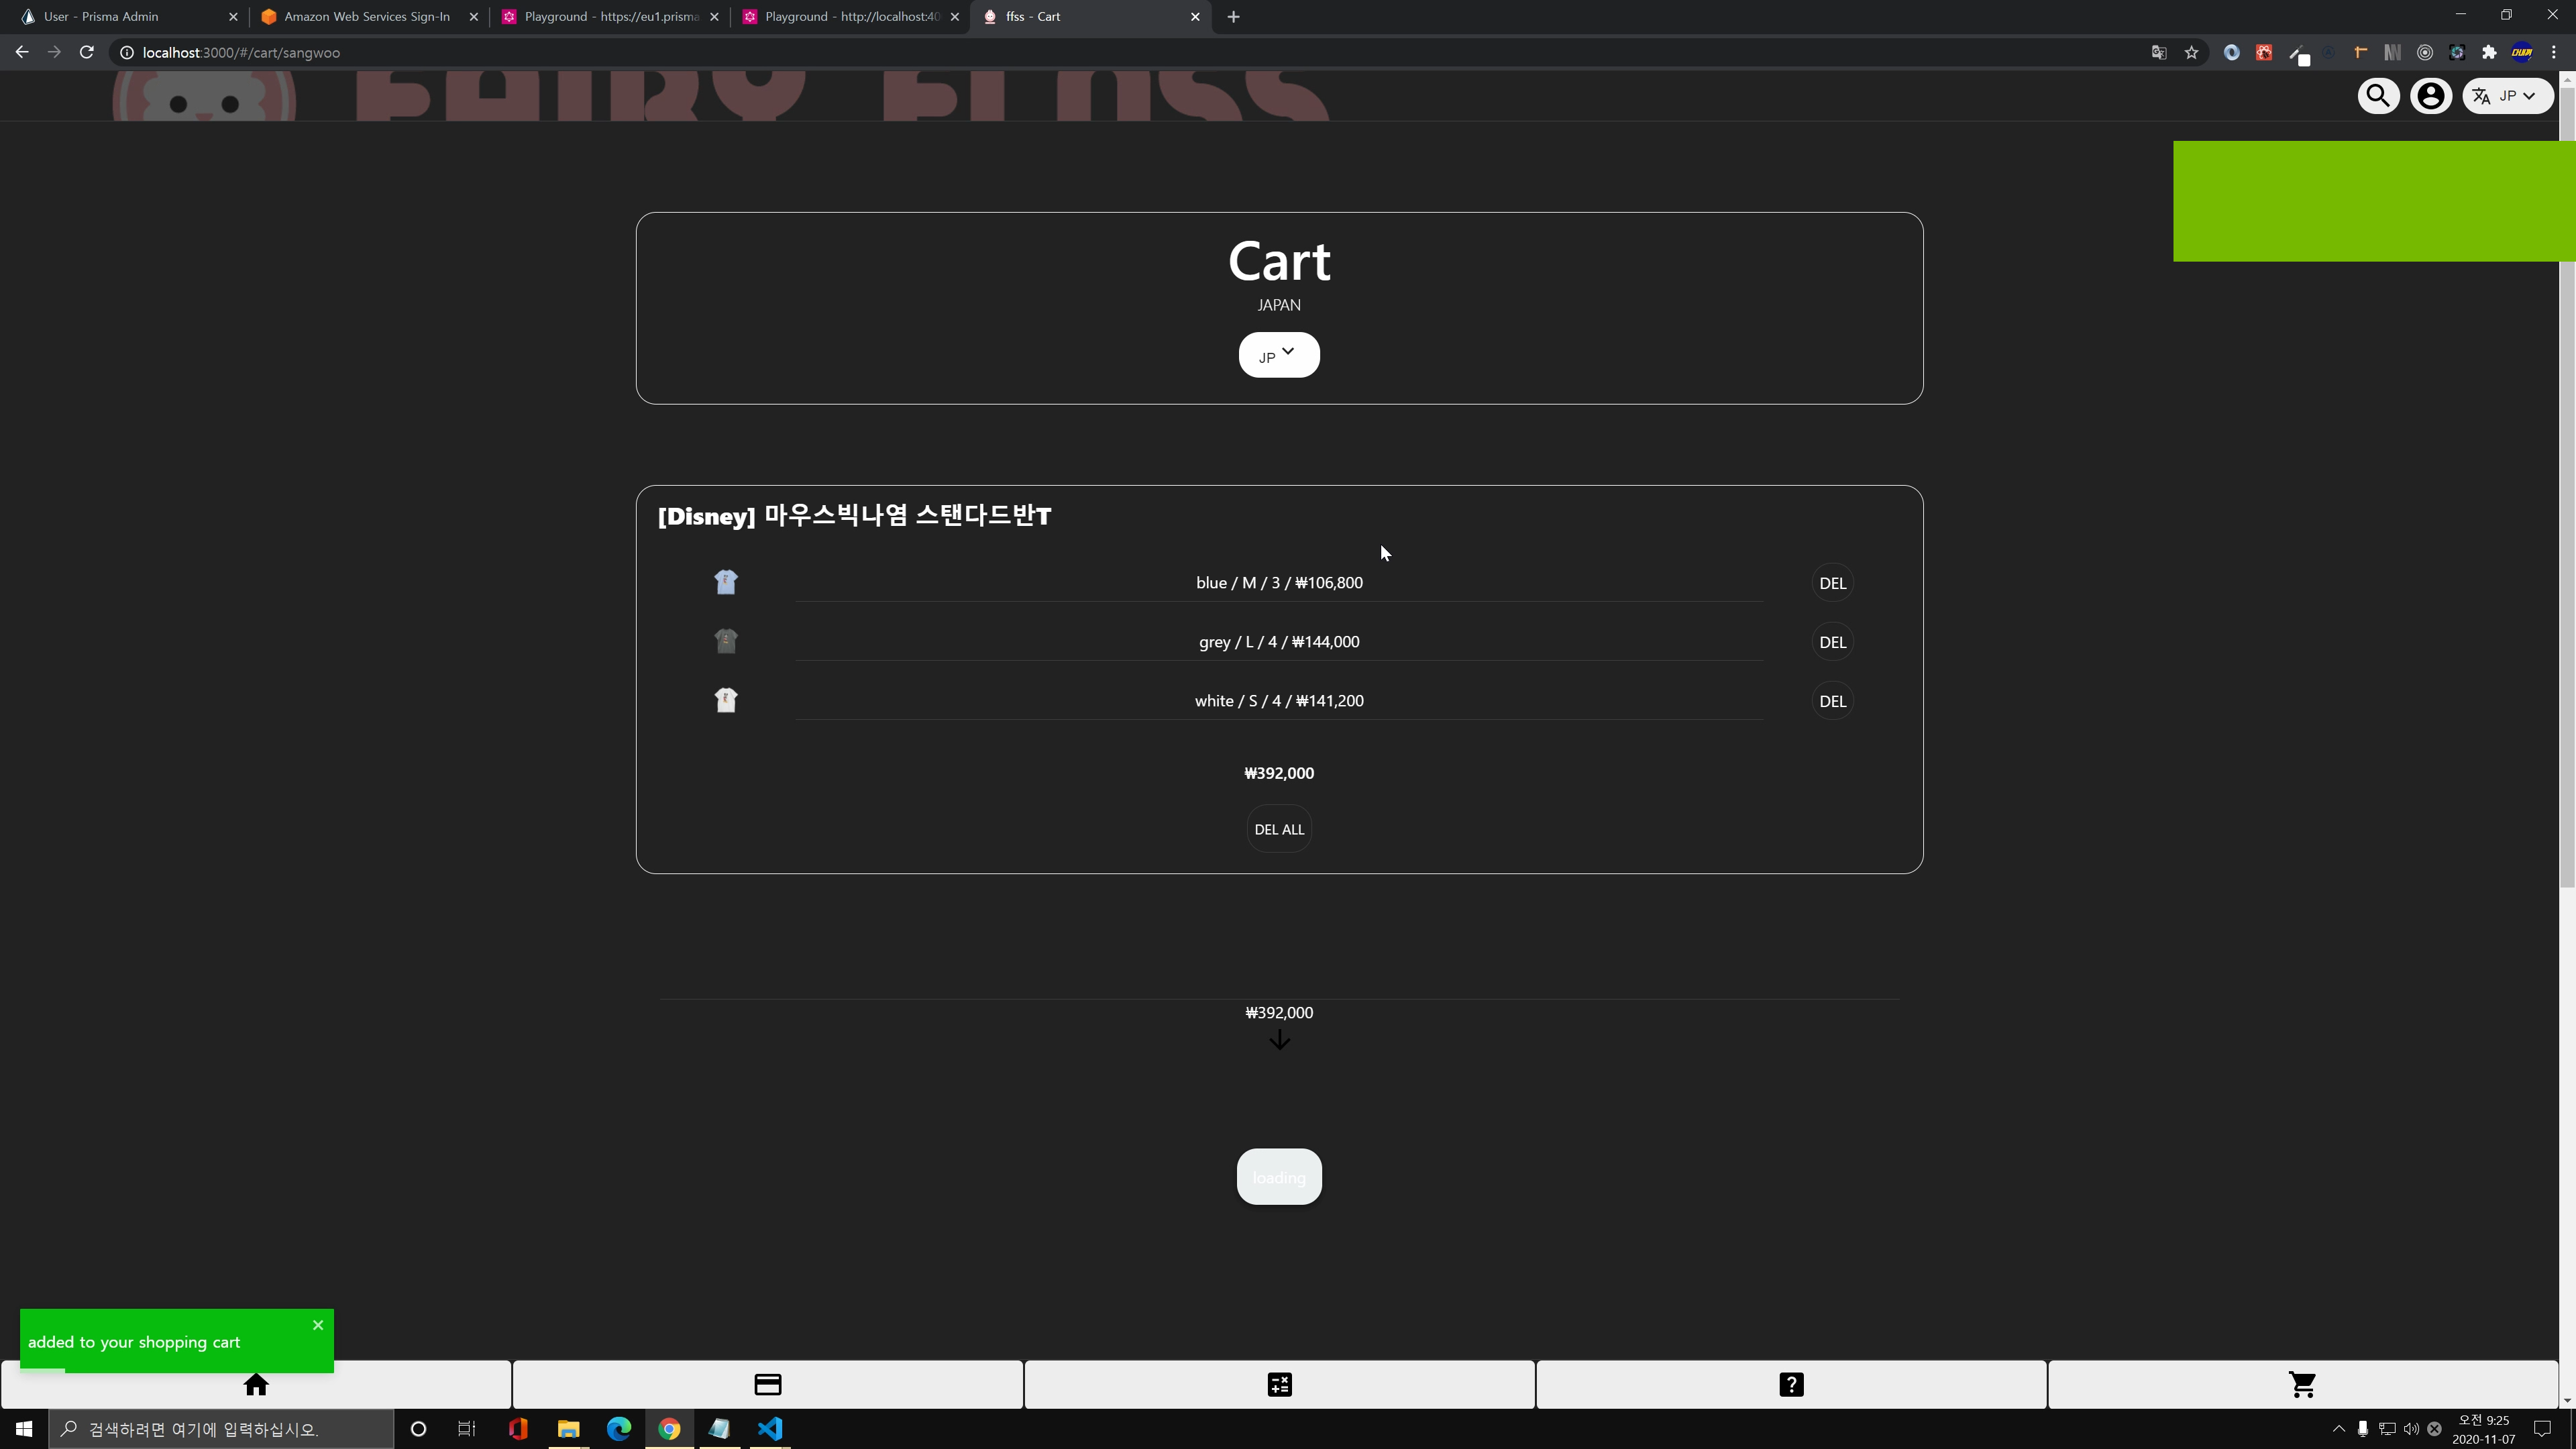 User - Prisma Admin
Amazon Web Services Sign-In
Playground - https://eu1.prisma
Playground - http://localhost:40
ffss - Cart
localhost:3000/#/cart/sangwoo
FAIRY FLOSS
JP
Cart
JAPAN
JP
[Disney] 마우스빅나염 스탠다드반T
blue / M / 3 / ₩106,800
DEL
grey / L / 4 / ₩144,000
DEL
white / S / 4 / ₩141,200
DEL
₩392,000
DEL ALL
₩392,000
loading
added to your shopping cart
검색하려면 여기에 입력하십시오.
오전 9:25
2020-11-07